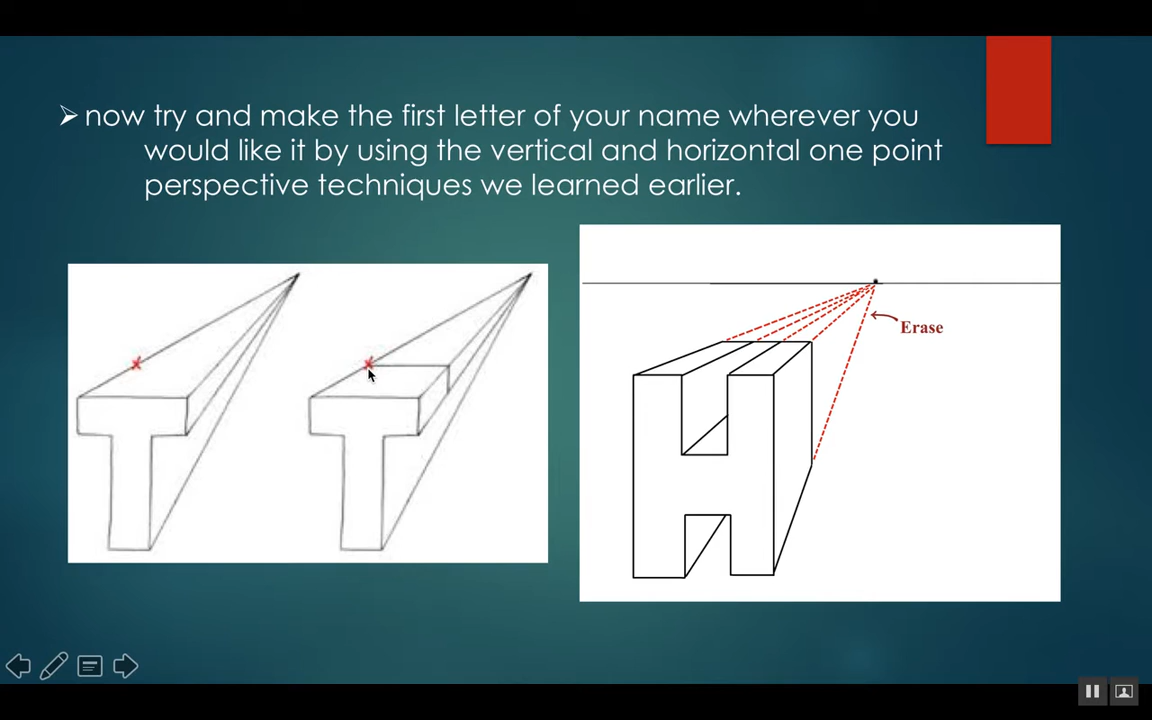 now try and make the first letter of your name wherever you
would like it by using the vertical and horizontal one point
perspective techniques we learned earlier.
Erase